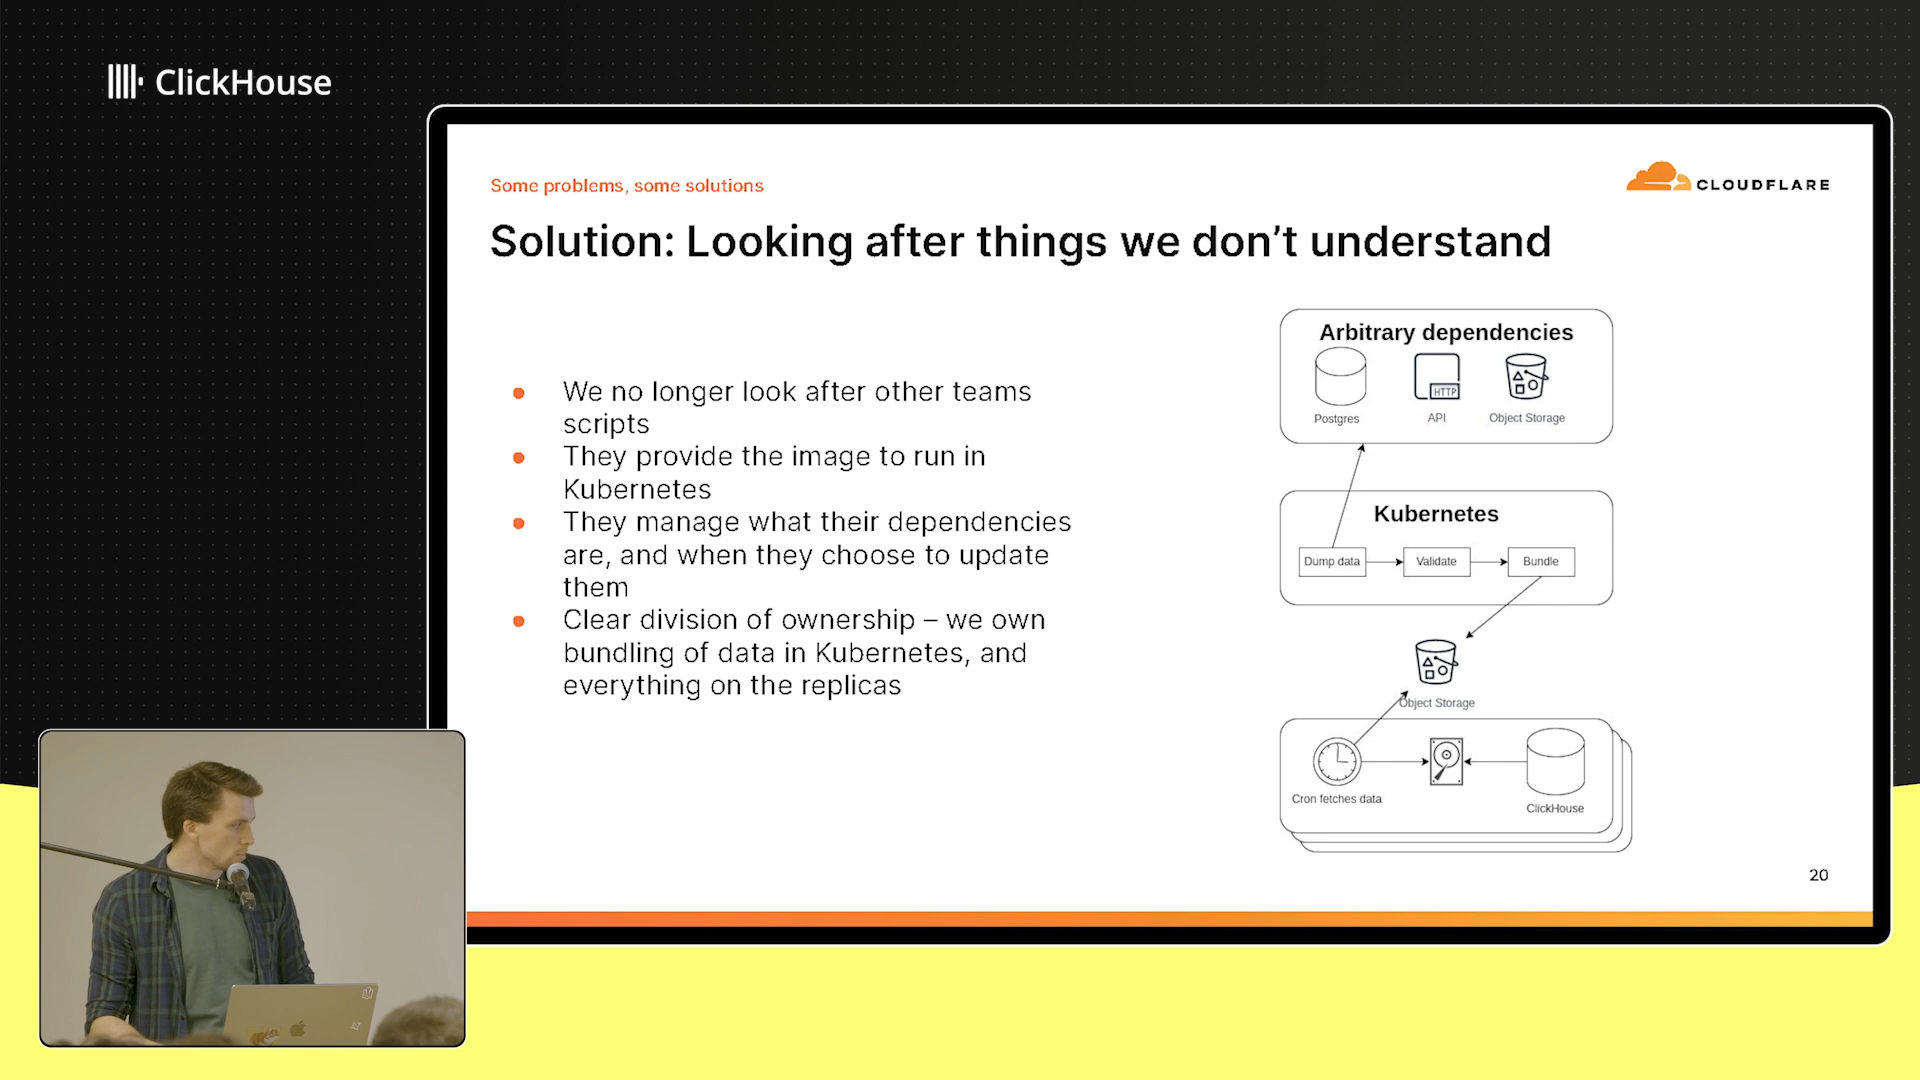 ClickHouse
Some problems, some solutions
CLOUDFLARE
Solution: Looking after things we don’t understand
We no longer look after other teams
scripts
They provide the image to run in
Kubernetes
They manage what their dependencies
are, and when they choose to update
them
Clear division of ownership – we own
bundling of data in Kubernetes, and
everything on the replicas
Arbitrary dependencies
HTTP
Postgres
API
Object Storage
Kubernetes
Dump data
Validate
Bundle
Object Storage
Cron fetches data
ClickHouse
20